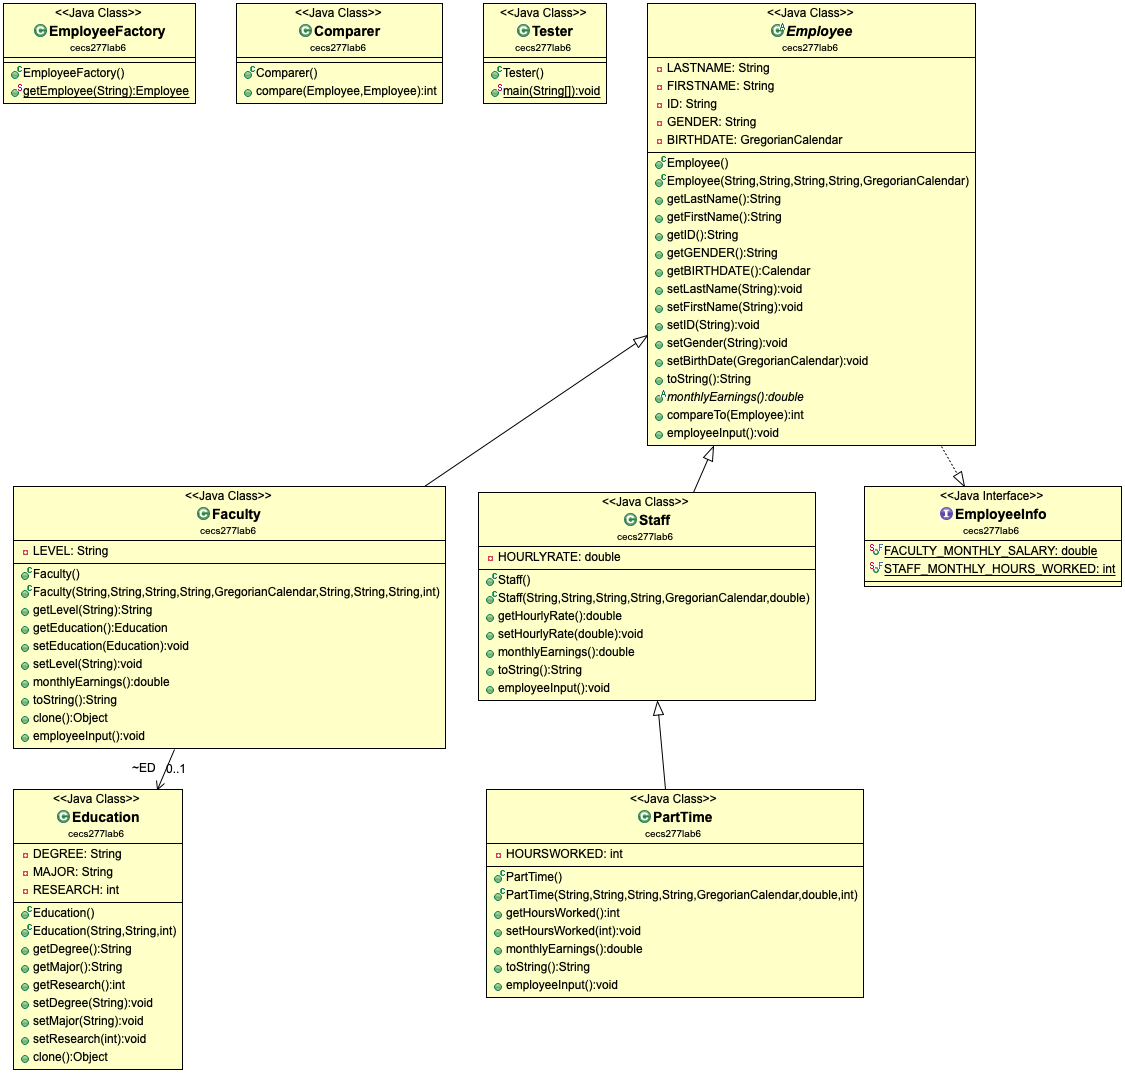 <<Java Class>>
EmployeeFactory
cecs277lab6
EmployeeFactory()
getEmployee(String):Employee
<<Java Class>>
Comparer
cecs277lab6
Comparer()
compare(Employee,Employee):int
<<Java Class>>
Tester
cecs277lab6
Tester()
main(String[]):void
<<Java Class>>
Employee
cecs277lab6
LASTNAME: String
FIRSTNAME: String
ID: String
GENDER: String
BIRTHDATE: GregorianCalendar
Employee()
Employee(String,String,String,String,GregorianCalendar)
getLastName():String
getFirstName():String
getID():String
getGENDER():String
getBIRTHDATE():Calendar
setLastName(String):void
setFirstName(String):void
setID(String):void
setGender(String):void
setBirthDate(GregorianCalendar):void
toString():String
monthlyEarnings():double
compareTo(Employee):int
employeeInput():void
<<Java Class>>
Faculty
cecs277lab6
LEVEL: String
Faculty()
Faculty(String,String,String,String,GregorianCalendar,String,String,String,int)
getLevel(String):String
getEducation():Education
setEducation(Education):void
setLevel(String):void
monthlyEarnings():double
toString():String
clone():Object
employeeInput():void
<<Java Class>>
Staff
cecs277lab6
HOURLYRATE: double
Staff()
Staff(String,String,String,String,GregorianCalendar,double)
getHourlyRate():double
setHourlyRate(double):void
monthlyEarnings():double
toString():String
employeeInput():void
<<Java Interface>>
EmployeeInfo
cecs277lab6
FACULTY_MONTHLY_SALARY: double
STAFF_MONTHLY_HOURS_WORKED: int
~ED 0..1
<<Java Class>>
Education
cecs277lab6
DEGREE: String
MAJOR: String
RESEARCH: int
Education()
Education(String,String,int)
getDegree():String
getMajor():String
getResearch():int
setDegree(String):void
setMajor(String):void
setResearch(int):void
clone():Object
<<Java Class>>
PartTime
cecs277lab6
HOURSWORKED: int
PartTime()
PartTime(String,String,String,String,GregorianCalendar,double,int)
getHoursWorked():int
setHoursWorked(int):void
monthlyEarnings():double
toString():String
employeeInput():void